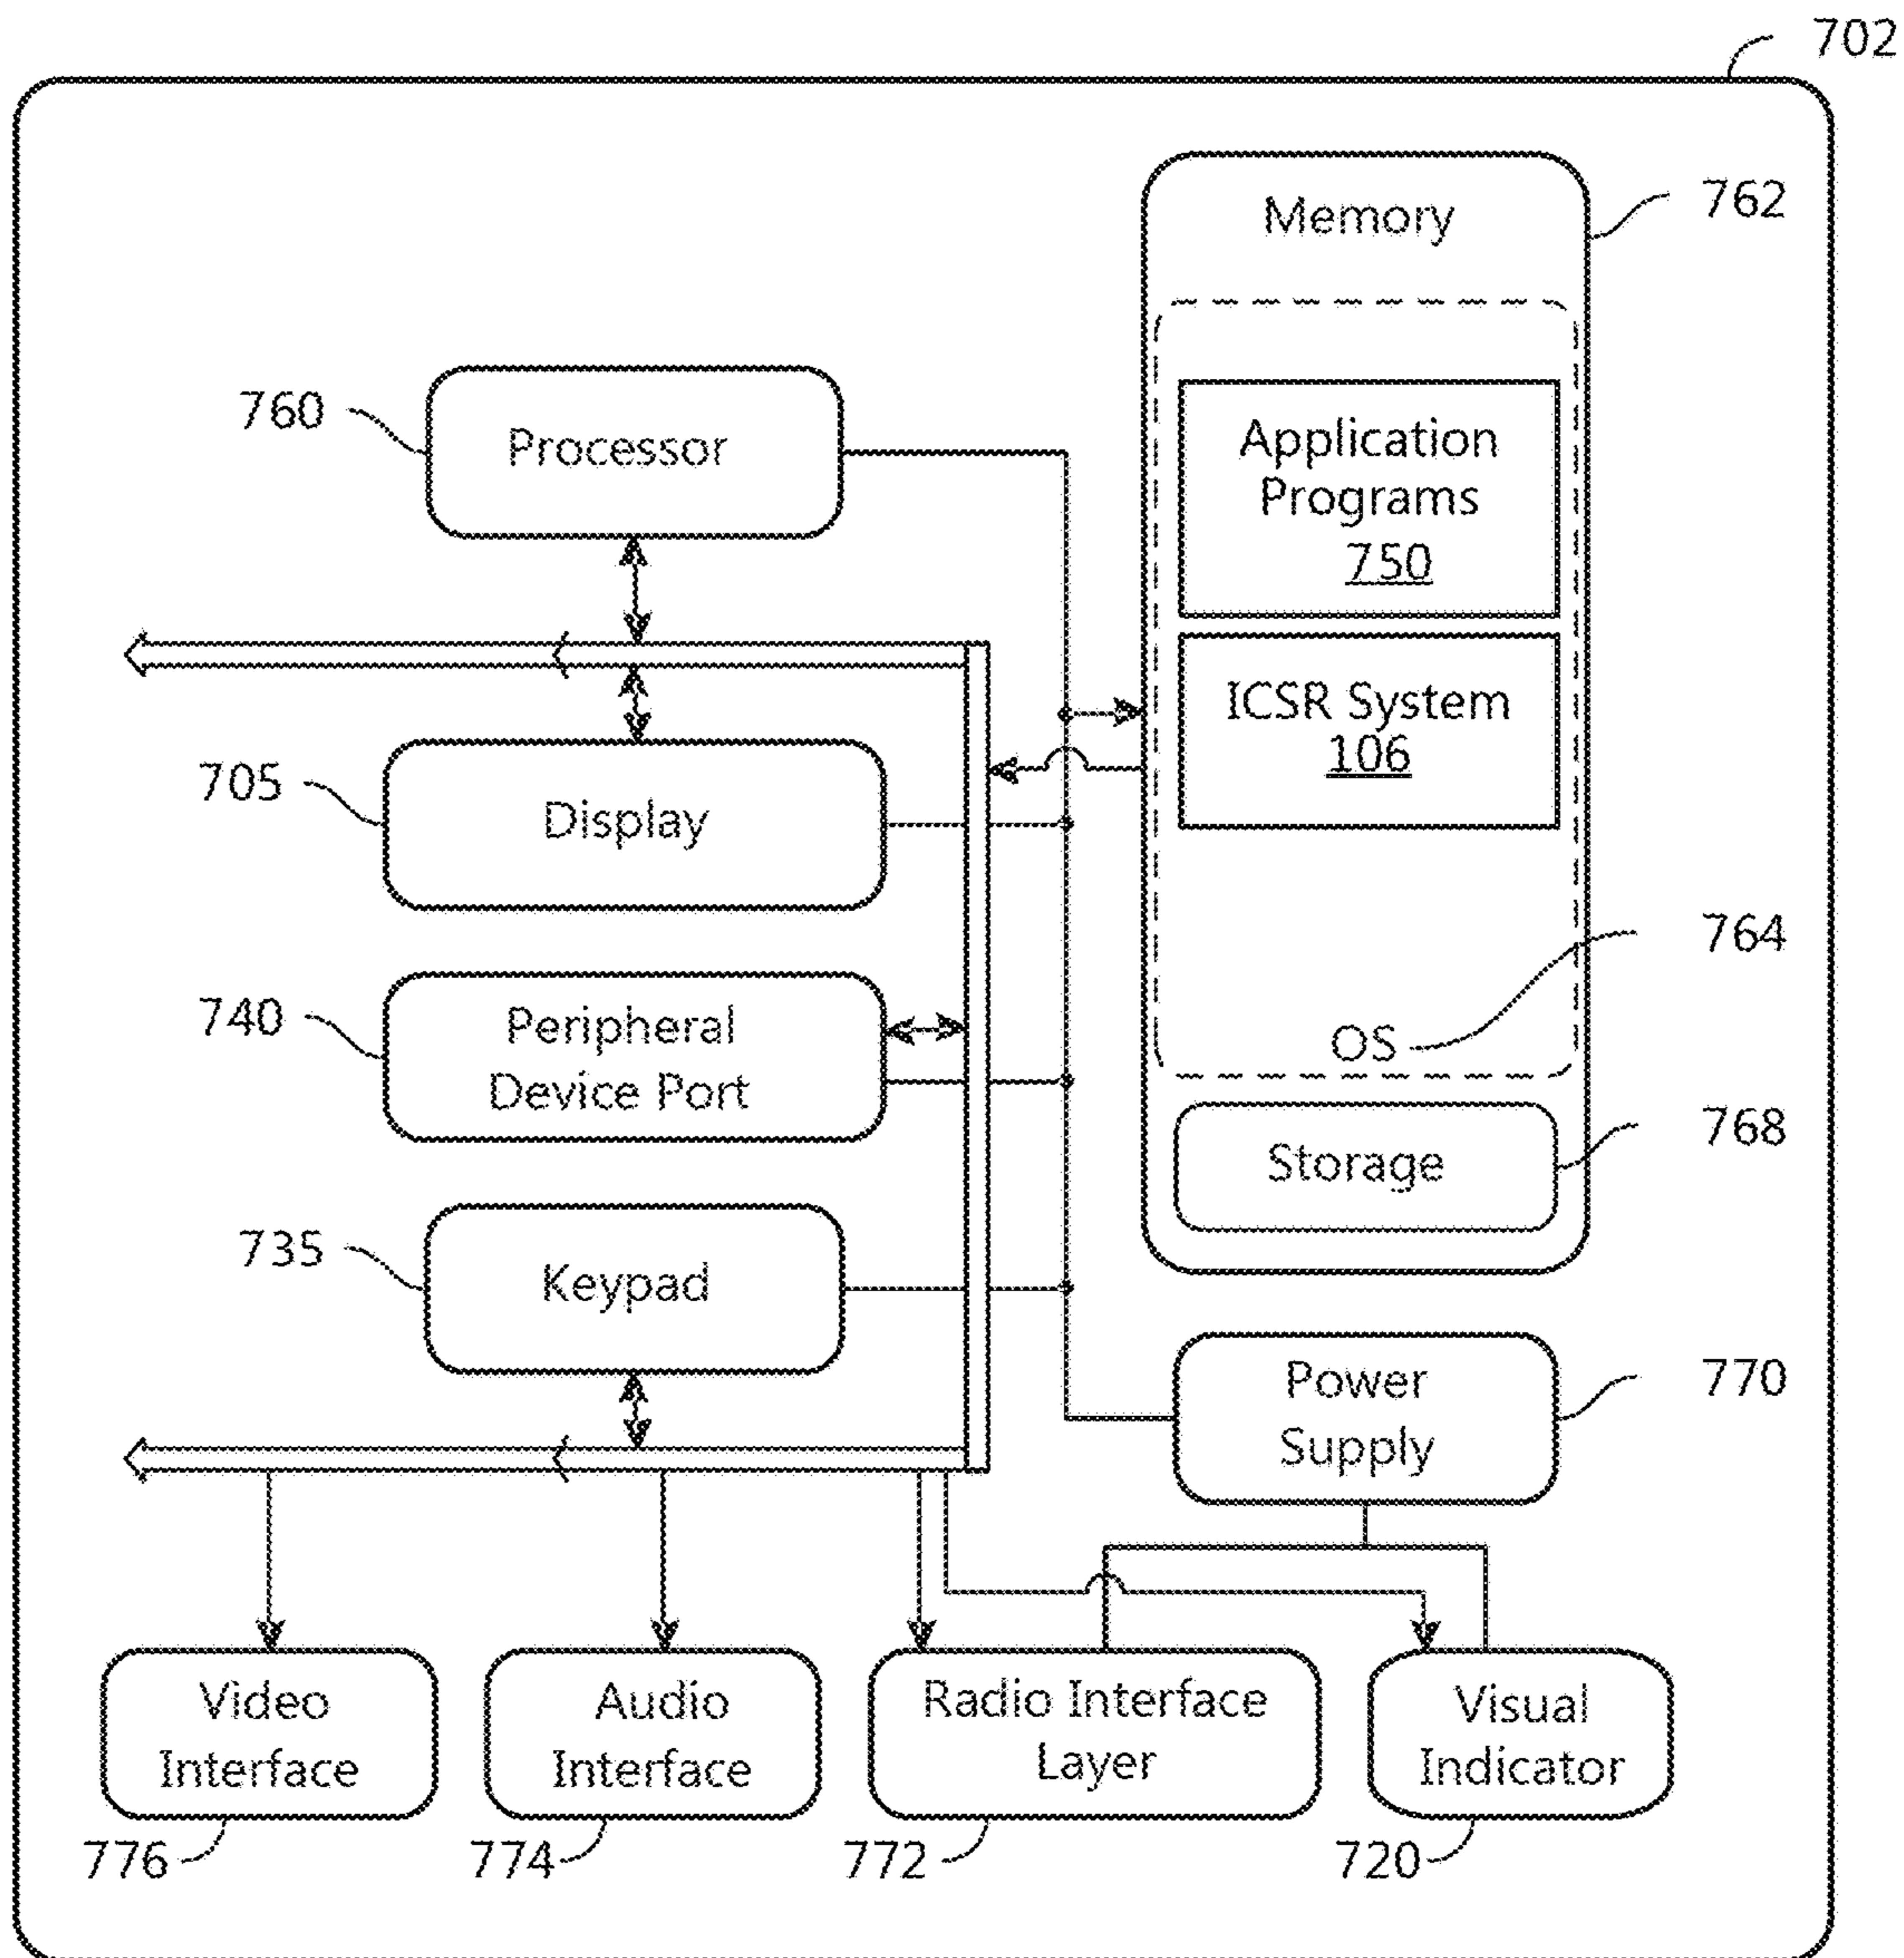 702
Memory
762
Application
Programs
750
760
Processor
ICSR System
106
705
Display
764
740
Peripheral
Device Port
OS
768
Storage
735
Keypad
770
Power
Supply
Video
Interface
Audio
Interface
Radio Interface
Layer
Visual
Indicator
776
774
772
720